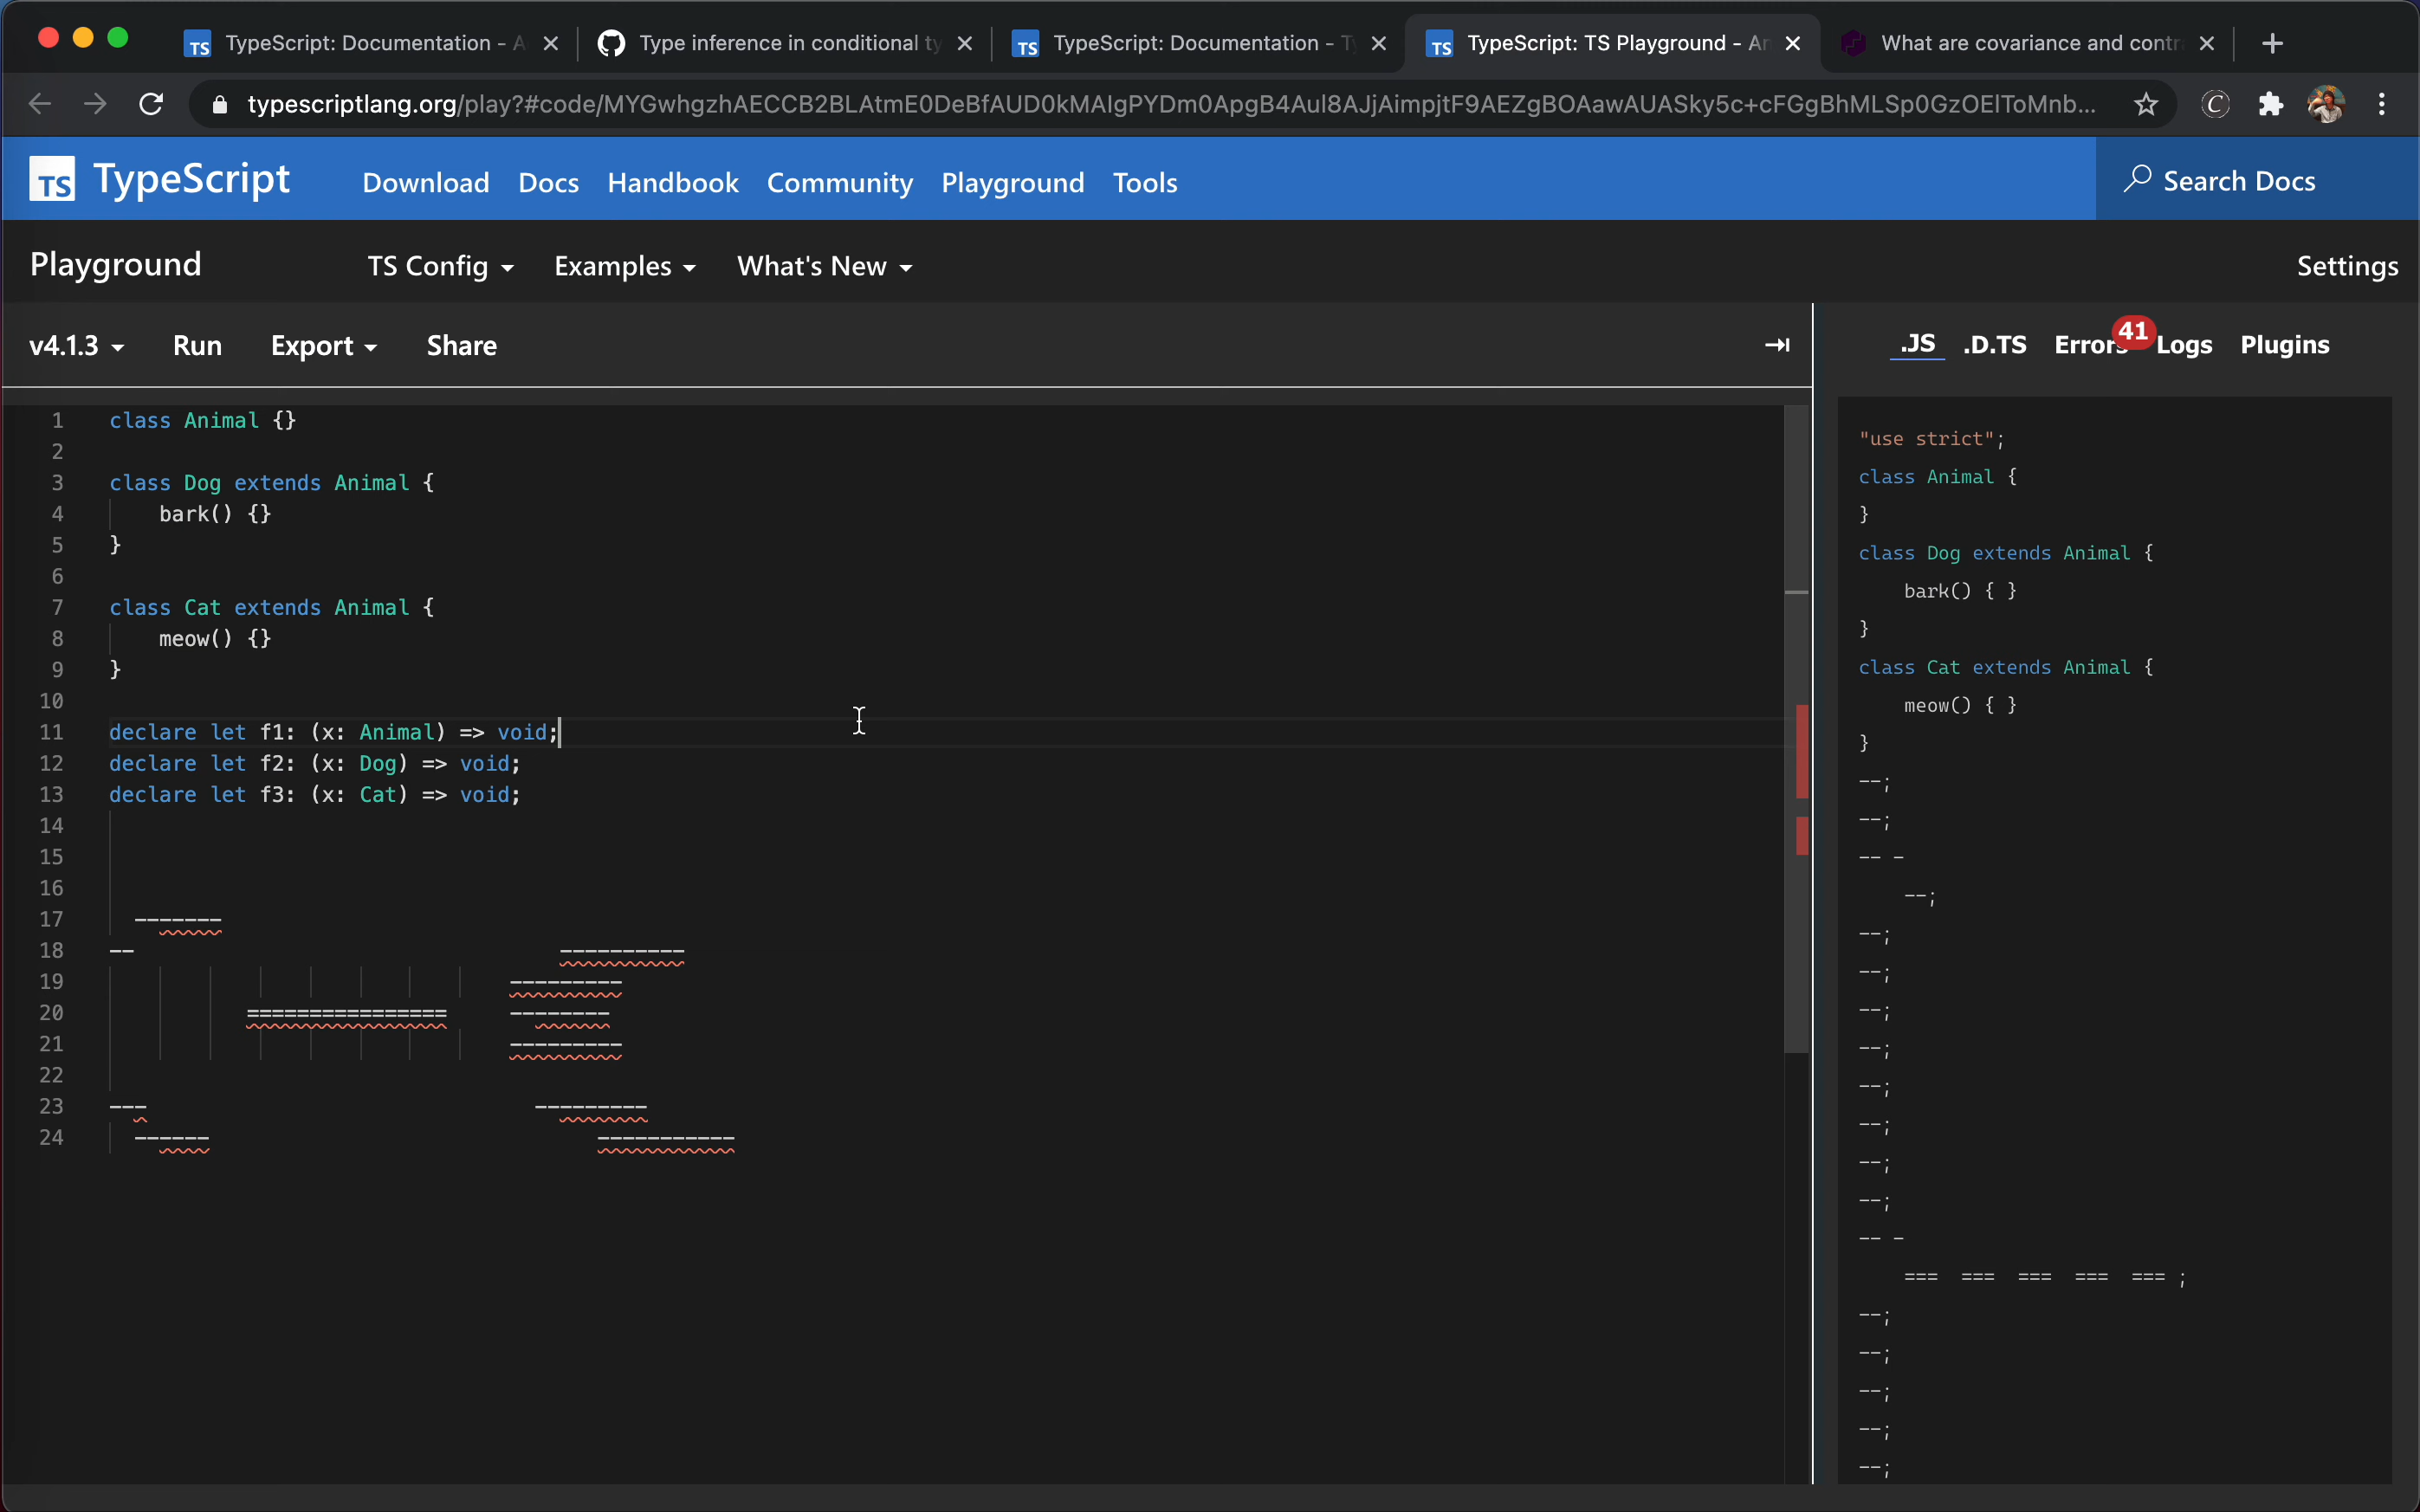 TypeScript: Documentation - A
Type inference in conditional ty
TypeScript: Documentation - Ty
TypeScript: TS Playground - An
What are covariance and contr
typescriptlang.org/play?#code/MYGwhgzhAECCB2BLAtmE0DeBfAUD0kMAIgPYDm0ApgB4Aul8AJjAimpjtF9AEZgBOAawAUASky5c+cFGgBhMLSp0GzOElToMnb...
TS TypeScript
Download Docs Handbook Community Playground Tools
Search Docs
Playground
TS Config
Examples
What's New
Settings
v4.1.3
Run
Export
Share
.JS .D.TS Errors 41 Logs Plugins
1 class Animal {}
2
3 class Dog extends Animal {
4 bark() {}
5 }
6
7 class Cat extends Animal {
8 meow() {}
9 }
10
11 declare let f1: (x: Animal) => void;
12 declare let f2: (x: Dog) => void;
13 declare let f3: (x: Cat) => void;
14
15
16
17 -------
18 -- ----------
19 ---------
20 ================ --------
21 ---------
22
23 --- ---------
24 ------ -----------
"use strict";
class Animal {
}
class Dog extends Animal {
bark() { }
}
class Cat extends Animal {
meow() { }
}
--;
--;
-- -
--;
--;
--;
--;
--;
--;
--;
--;
--;
-- -
=== === === === === ;
--;
--;
--;
--;
--;